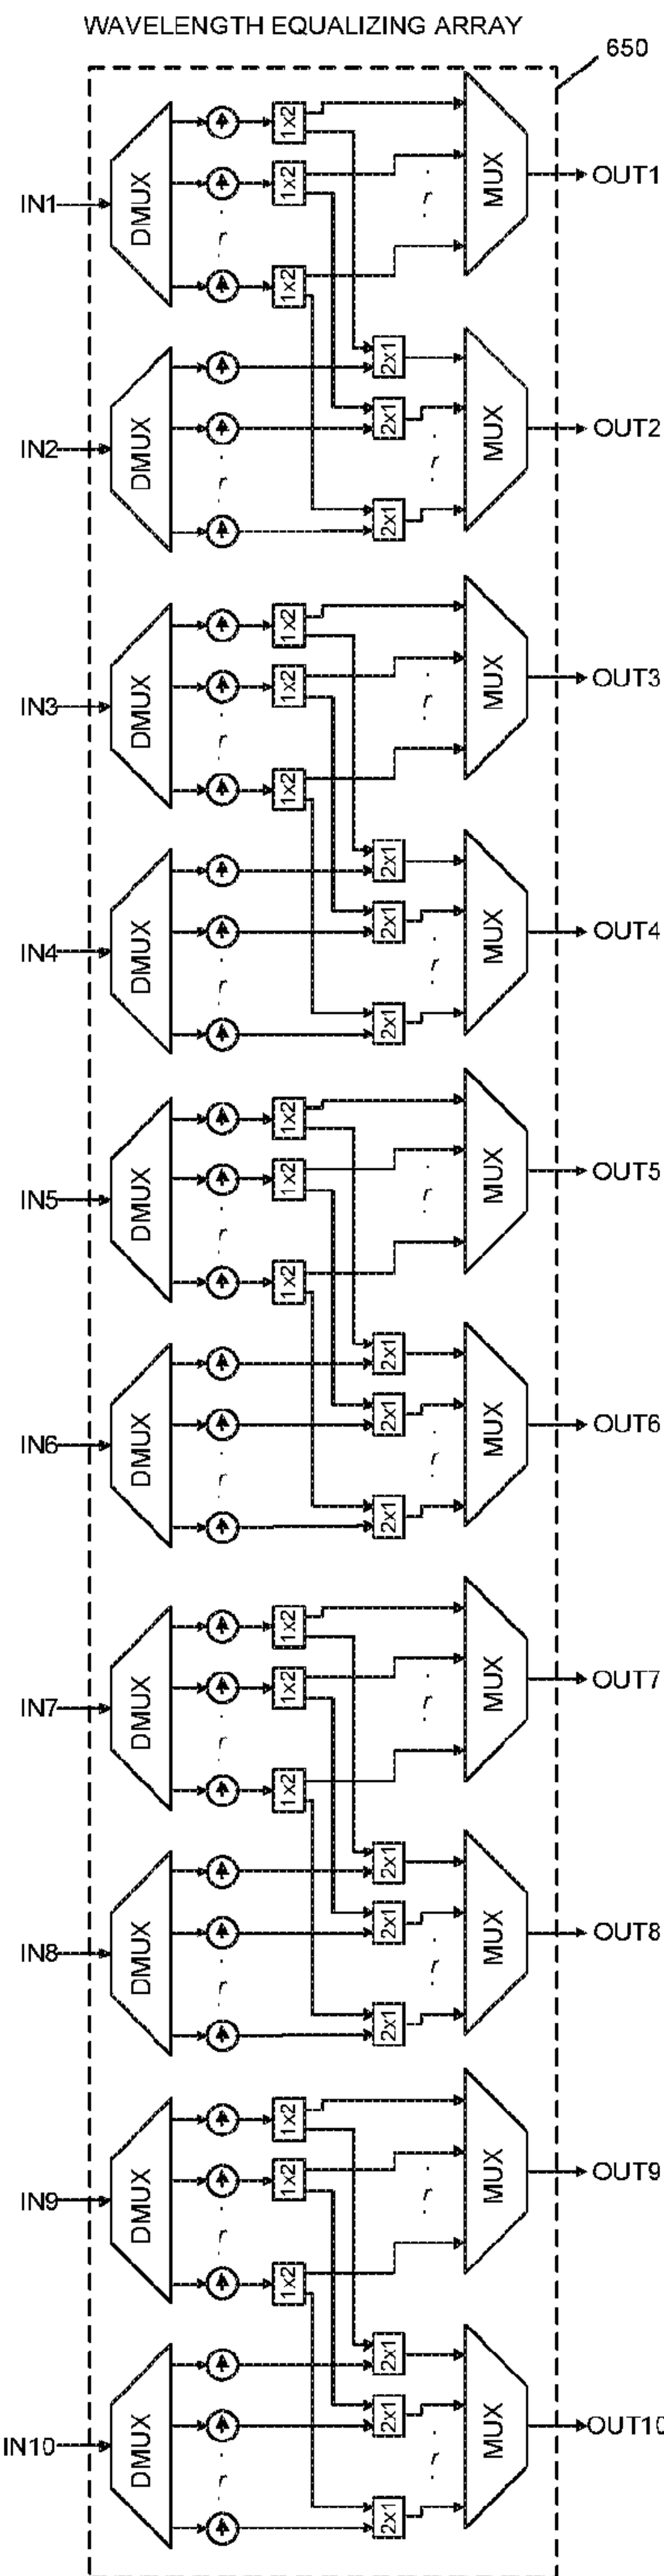 WAVELENGTH EQUALIZING ARRAY
650
IN1
DMUX
1x2
1x2
r
r
1x2
MUX
OUT1
IN2
DMUX
2x1
2x1
r
r
2x1
MUX
OUT2
IN3
DMUX
1x2
1x2
r
r
1x2
MUX
OUT3
IN4
DMUX
2x1
2x1
r
r
2x1
MUX
OUT4
IN5
DMUX
1x2
1x2
r
r
1x2
MUX
OUT5
IN6
DMUX
2x1
2x1
r
r
2x1
MUX
OUT6
IN7
DMUX
1x2
1x2
r
r
1x2
MUX
OUT7
IN8
DMUX
2x1
2x1
r
r
2x1
MUX
OUT8
IN9
DMUX
1x2
1x2
r
r
1x2
MUX
OUT9
IN10
DMUX
2x1
2x1
r
r
2x1
MUX
OUT10